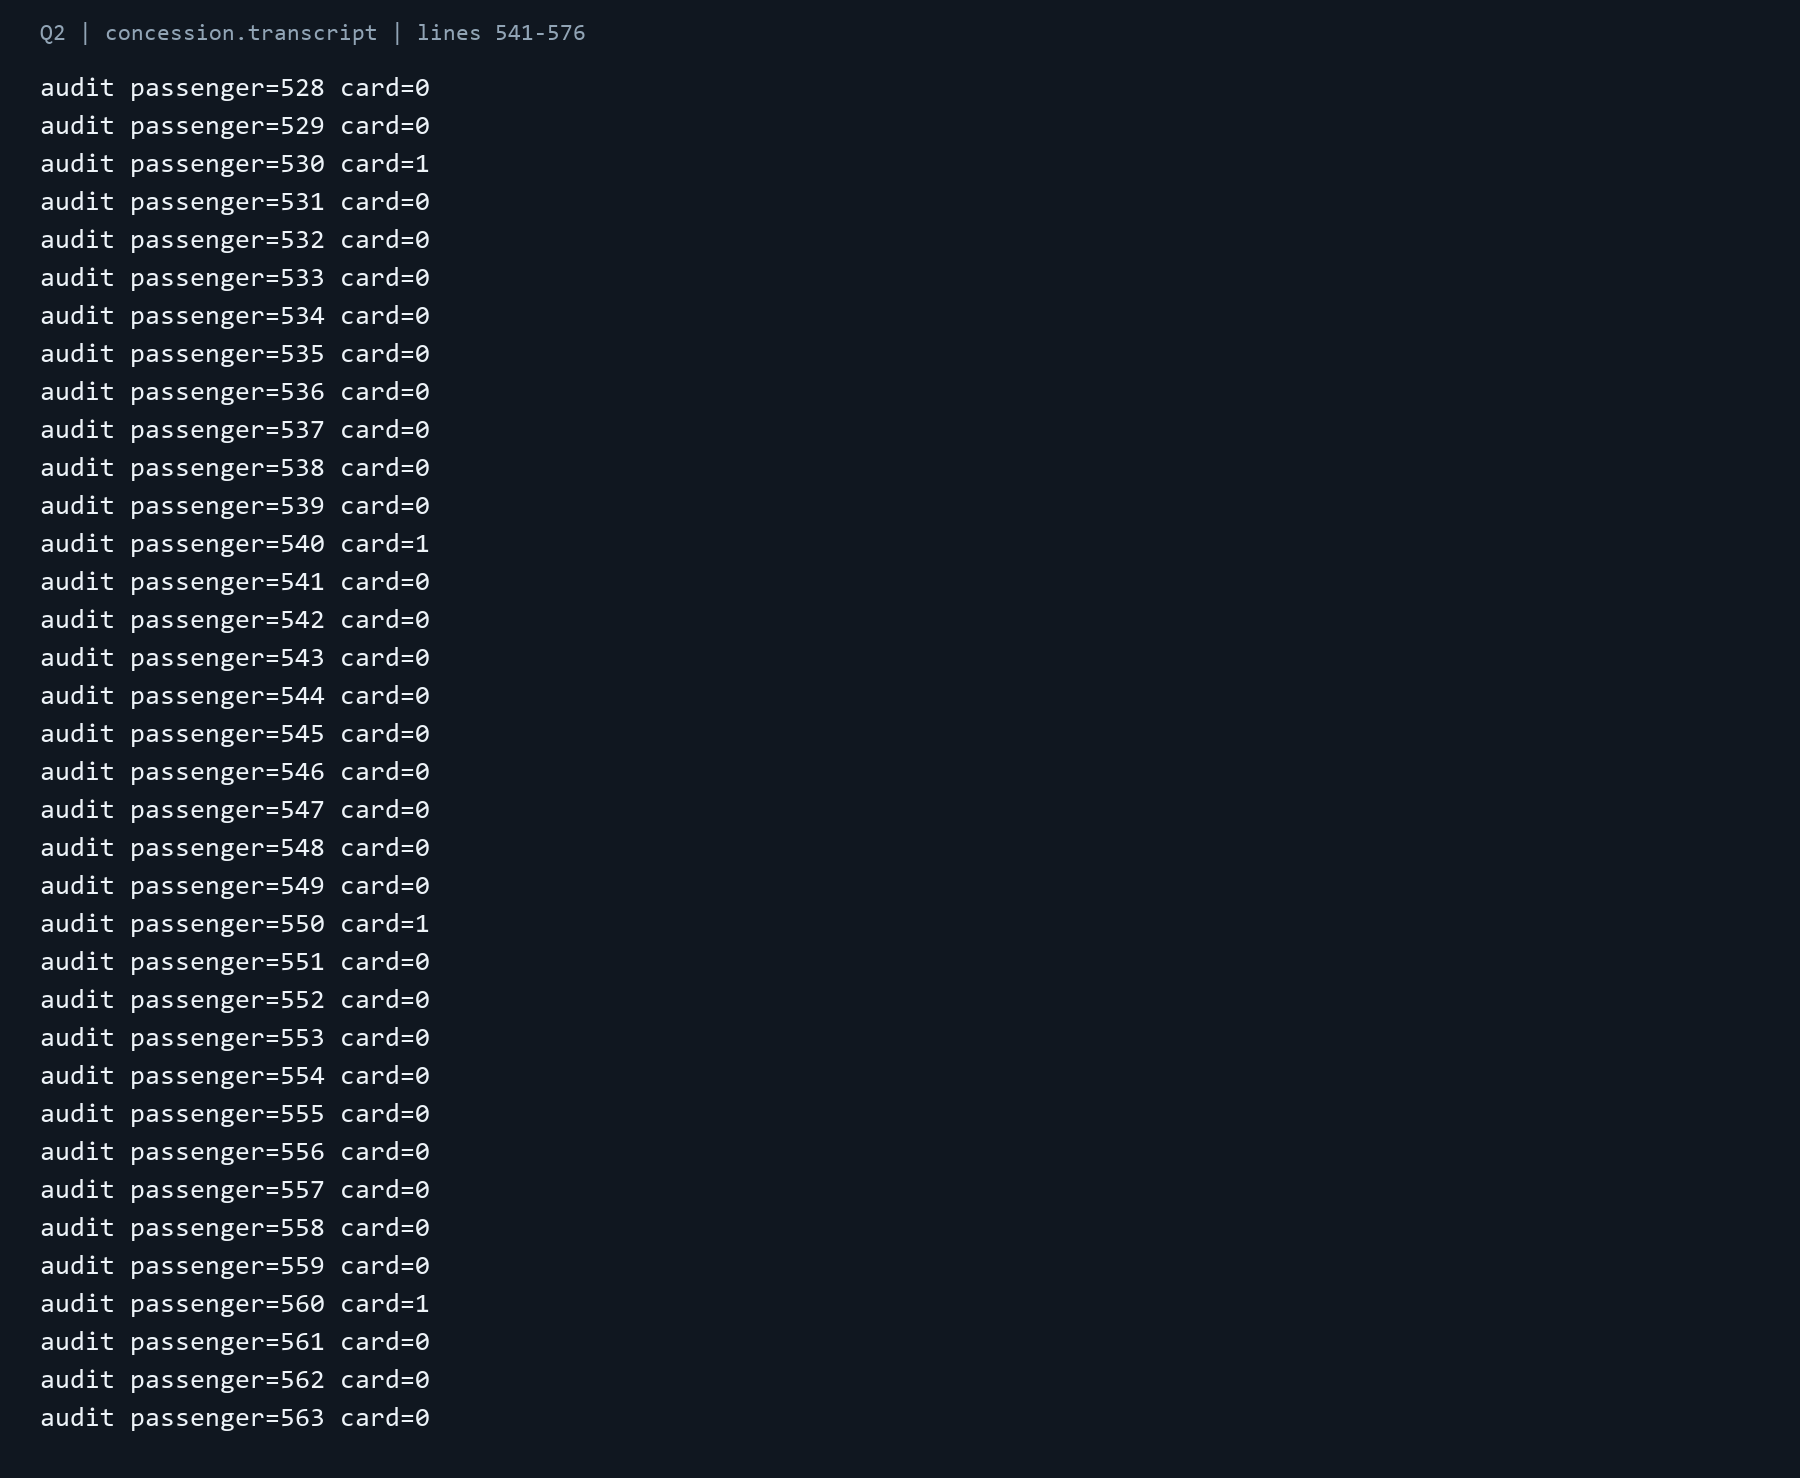 Q2 | concession.transcript | lines 541-576
audit passenger=528 card=0
audit passenger=529 card=0
audit passenger=530 card=1
audit passenger=531 card=0
audit passenger=532 card=0
audit passenger=533 card=0
audit passenger=534 card=0
audit passenger=535 card=0
audit passenger=536 card=0
audit passenger=537 card=0
audit passenger=538 card=0
audit passenger=539 card=0
audit passenger=540 card=1
audit passenger=541 card=0
audit passenger=542 card=0
audit passenger=543 card=0
audit passenger=544 card=0
audit passenger=545 card=0
audit passenger=546 card=0
audit passenger=547 card=0
audit passenger=548 card=0
audit passenger=549 card=0
audit passenger=550 card=1
audit passenger=551 card=0
audit passenger=552 card=0
audit passenger=553 card=0
audit passenger=554 card=0
audit passenger=555 card=0
audit passenger=556 card=0
audit passenger=557 card=0
audit passenger=558 card=0
audit passenger=559 card=0
audit passenger=560 card=1
audit passenger=561 card=0
audit passenger=562 card=0
audit passenger=563 card=0